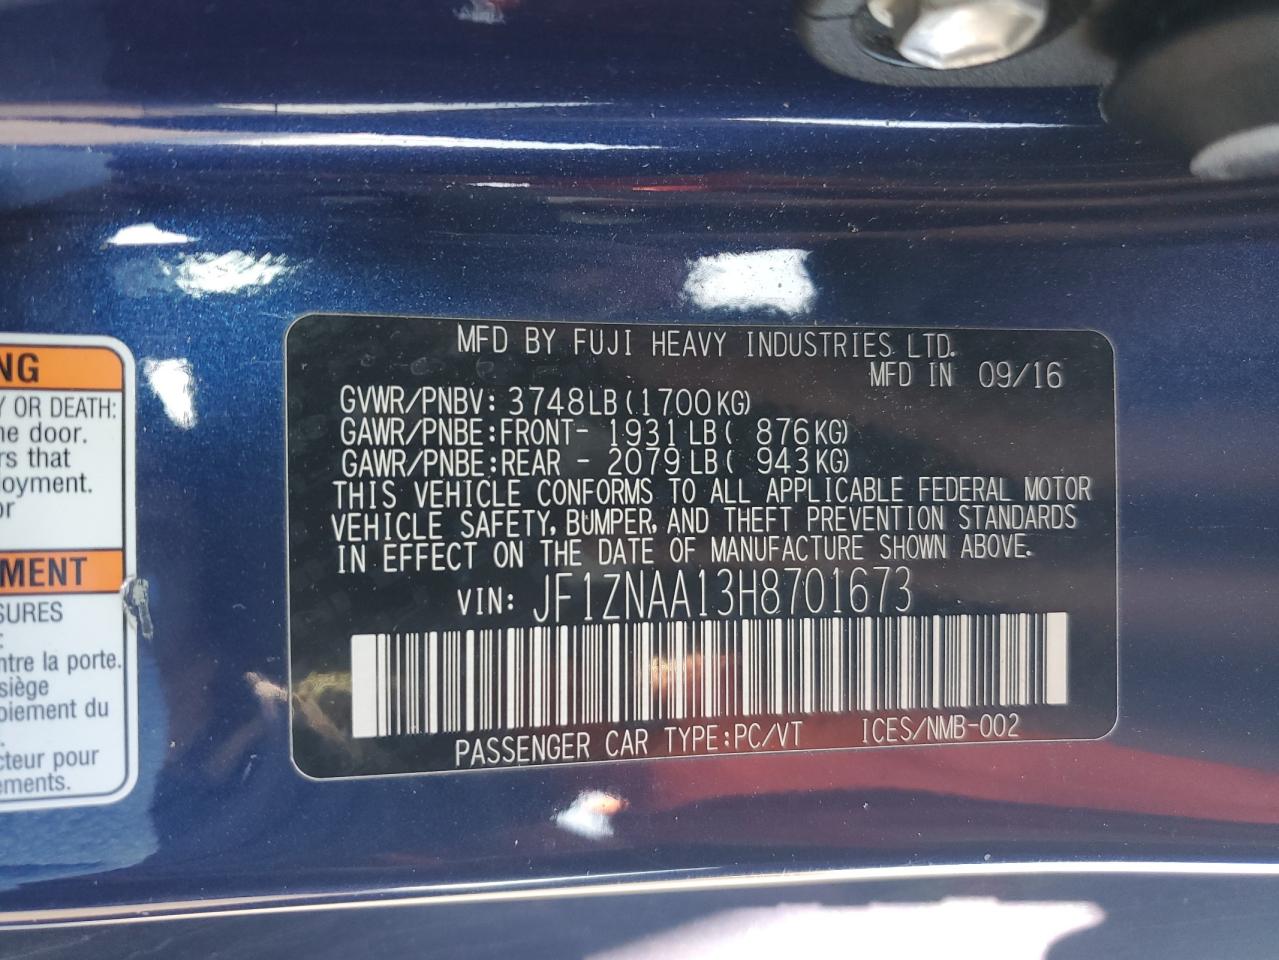 MFD BY FUJI HEAVY INDUSTRIES LTD.
MFD IN 09/16
GVWR/PNBV: 3748LB(1700KG)
GAWR/PNBE:FRONT- 1931LB( 876KG)
GAWR/PNBE:REAR - 2079LB( 943KG)
THIS VEHICLE CONFORMS TO ALL APPLICABLE FEDERAL MOTOR
VEHICLE SAFETY, BUMPER, AND THEFT PREVENTION STANDARDS
IN EFFECT ON THE DATE OF MANUFACTURE SHOWN ABOVE.
VIN: JF1ZNAA13H8701673
PASSENGER CAR TYPE:PC/VT ICES/NMB-002
NG
Y OR DEATH:
he door.
rs that
loyment.
or
MENT
SURES
:
ntre la porte.
siège
oiement du
.
cteur pour
ements.